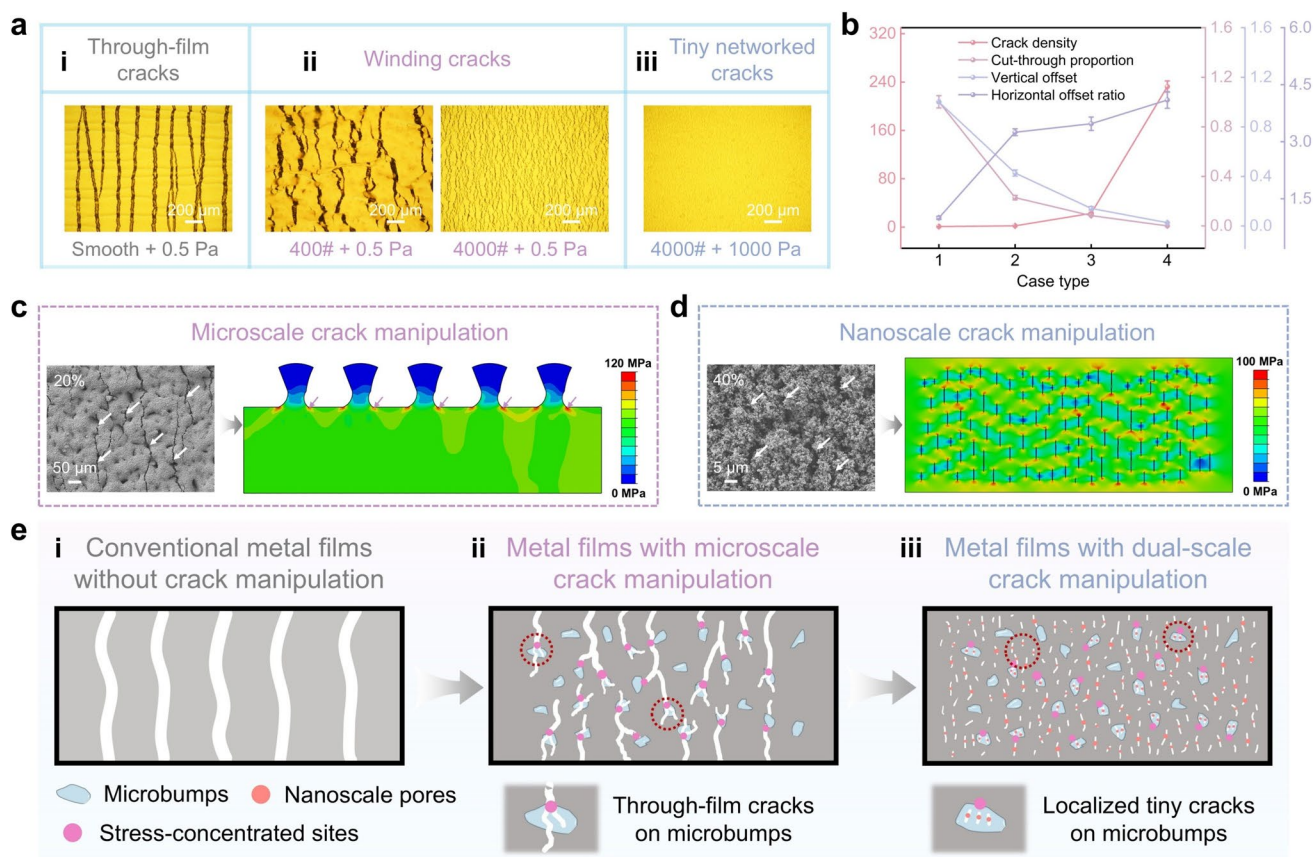 a
i
Through-film
cracks
ii
Winding cracks
iii
Tiny networked
cracks
200 µm
200 µm
200 µm
200 µm
Smooth + 0.5 Pa
400# + 0.5 Pa
4000# + 0.5 Pa
4000# + 1000 Pa
b
320
240
160
80
0
Crack density
Cut-through proportion
Vertical offset
Horizontal offset ratio
1
2
3
4
Case type
1.6
1.2
0.8
0.4
0.0
1.6
1.2
0.8
0.4
0.0
6.0
4.5
3.0
1.5
c
Microscale crack manipulation
20%
50 µm
120 MPa
0 MPa
d
Nanoscale crack manipulation
40%
5 µm
100 MPa
0 MPa
e
i
Conventional metal films
without crack manipulation
ii
Metal films with microscale
crack manipulation
iii
Metal films with dual-scale
crack manipulation
Microbumps
Nanoscale pores
Stress-concentrated sites
Through-film cracks
on microbumps
Localized tiny cracks
on microbumps